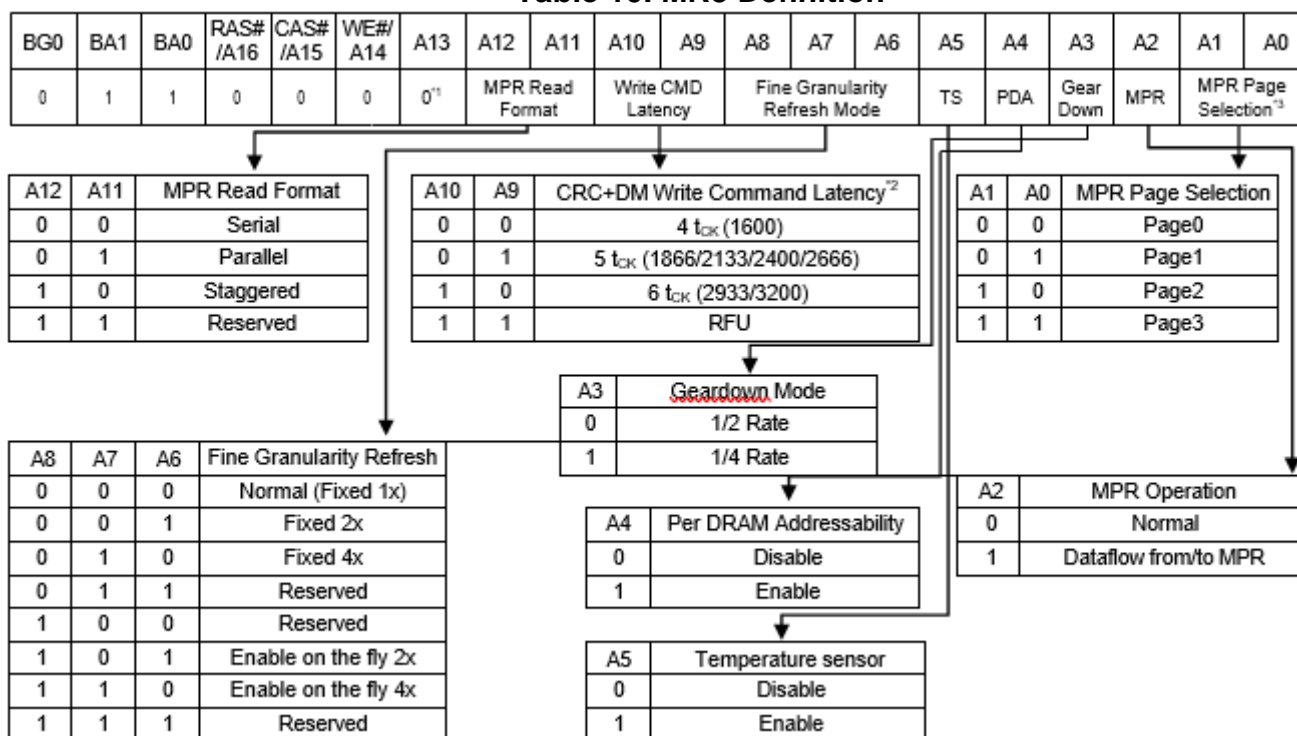 Table Definition
BG0 BA1 BA0 RAS# /A16 CAS# /A15 WE#/ A14 A13 A12 A11 A10 A9 A8 A7 A6 A5 A4 A3 A2 A1 A0
0 1 1 0 0 0 0*1 MPR Read Format Write CMD Latency Fine Granularity Refresh Mode TS PDA Gear Down MPR MPR Page Selection*3
A12 A11 MPR Read Format
0 0 Serial
0 1 Parallel
1 0 Staggered
1 1 Reserved
A10 A9 CRC+DM Write Command Latency*2
0 0 4 tCK (1600)
0 1 5 tCK (1866/2133/2400/2666)
1 0 6 tCK (2933/3200)
1 1 RFU
A1 A0 MPR Page Selection
0 0 Page0
0 1 Page1
1 0 Page2
1 1 Page3
A3 Geardown Mode
0 1/2 Rate
1 1/4 Rate
A8 A7 A6 Fine Granularity Refresh
0 0 0 Normal (Fixed 1x)
0 0 1 Fixed 2x
0 1 0 Fixed 4x
0 1 1 Reserved
1 0 0 Reserved
1 0 1 Enable on the fly 2x
1 1 0 Enable on the fly 4x
1 1 1 Reserved
A4 Per DRAM Addressability
0 Disable
1 Enable
A2 MPR Operation
0 Normal
1 Dataflow from/to MPR
A5 Temperature sensor
0 Disable
1 Enable